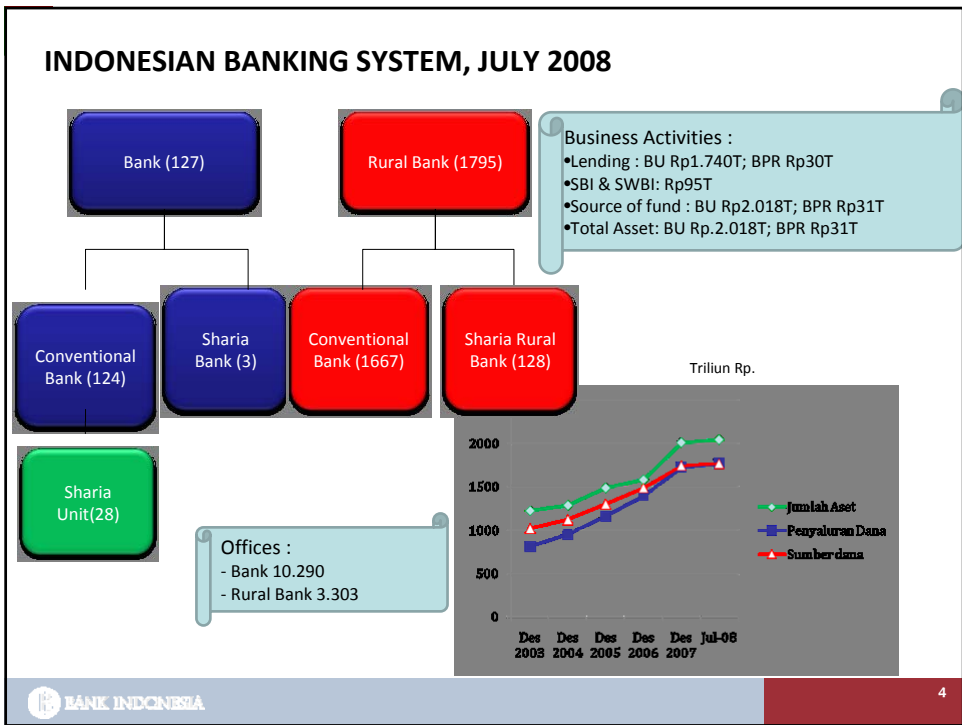 INDONESIAN BANKING SYSTEM, JULY 2008
Bank (127)
Rural Bank (1795)
Business Activities :
•Lending : BU Rp1.740T; BPR Rp30T
•SBI & SWBI: Rp95T
•Source of fund : BU Rp2.018T; BPR Rp31T
•Total Asset: BU Rp.2.018T; BPR Rp31T
Conventional
Bank (124)
Sharia
Bank (3)
Conventional
Bank (1667)
Sharia Rural
Bank (128)
Sharia
Unit(28)
Offices :
- Bank 10.290
- Rural Bank 3.303
Triliun Rp.
2000
1500
1000
500
0
Des
2003
Des
2004
Des
2005
Des
2006
Des
2007
Jul-08
Jumlah Aset
Penyaluran Dana
Sumber dana
BANK INDONESIA
4